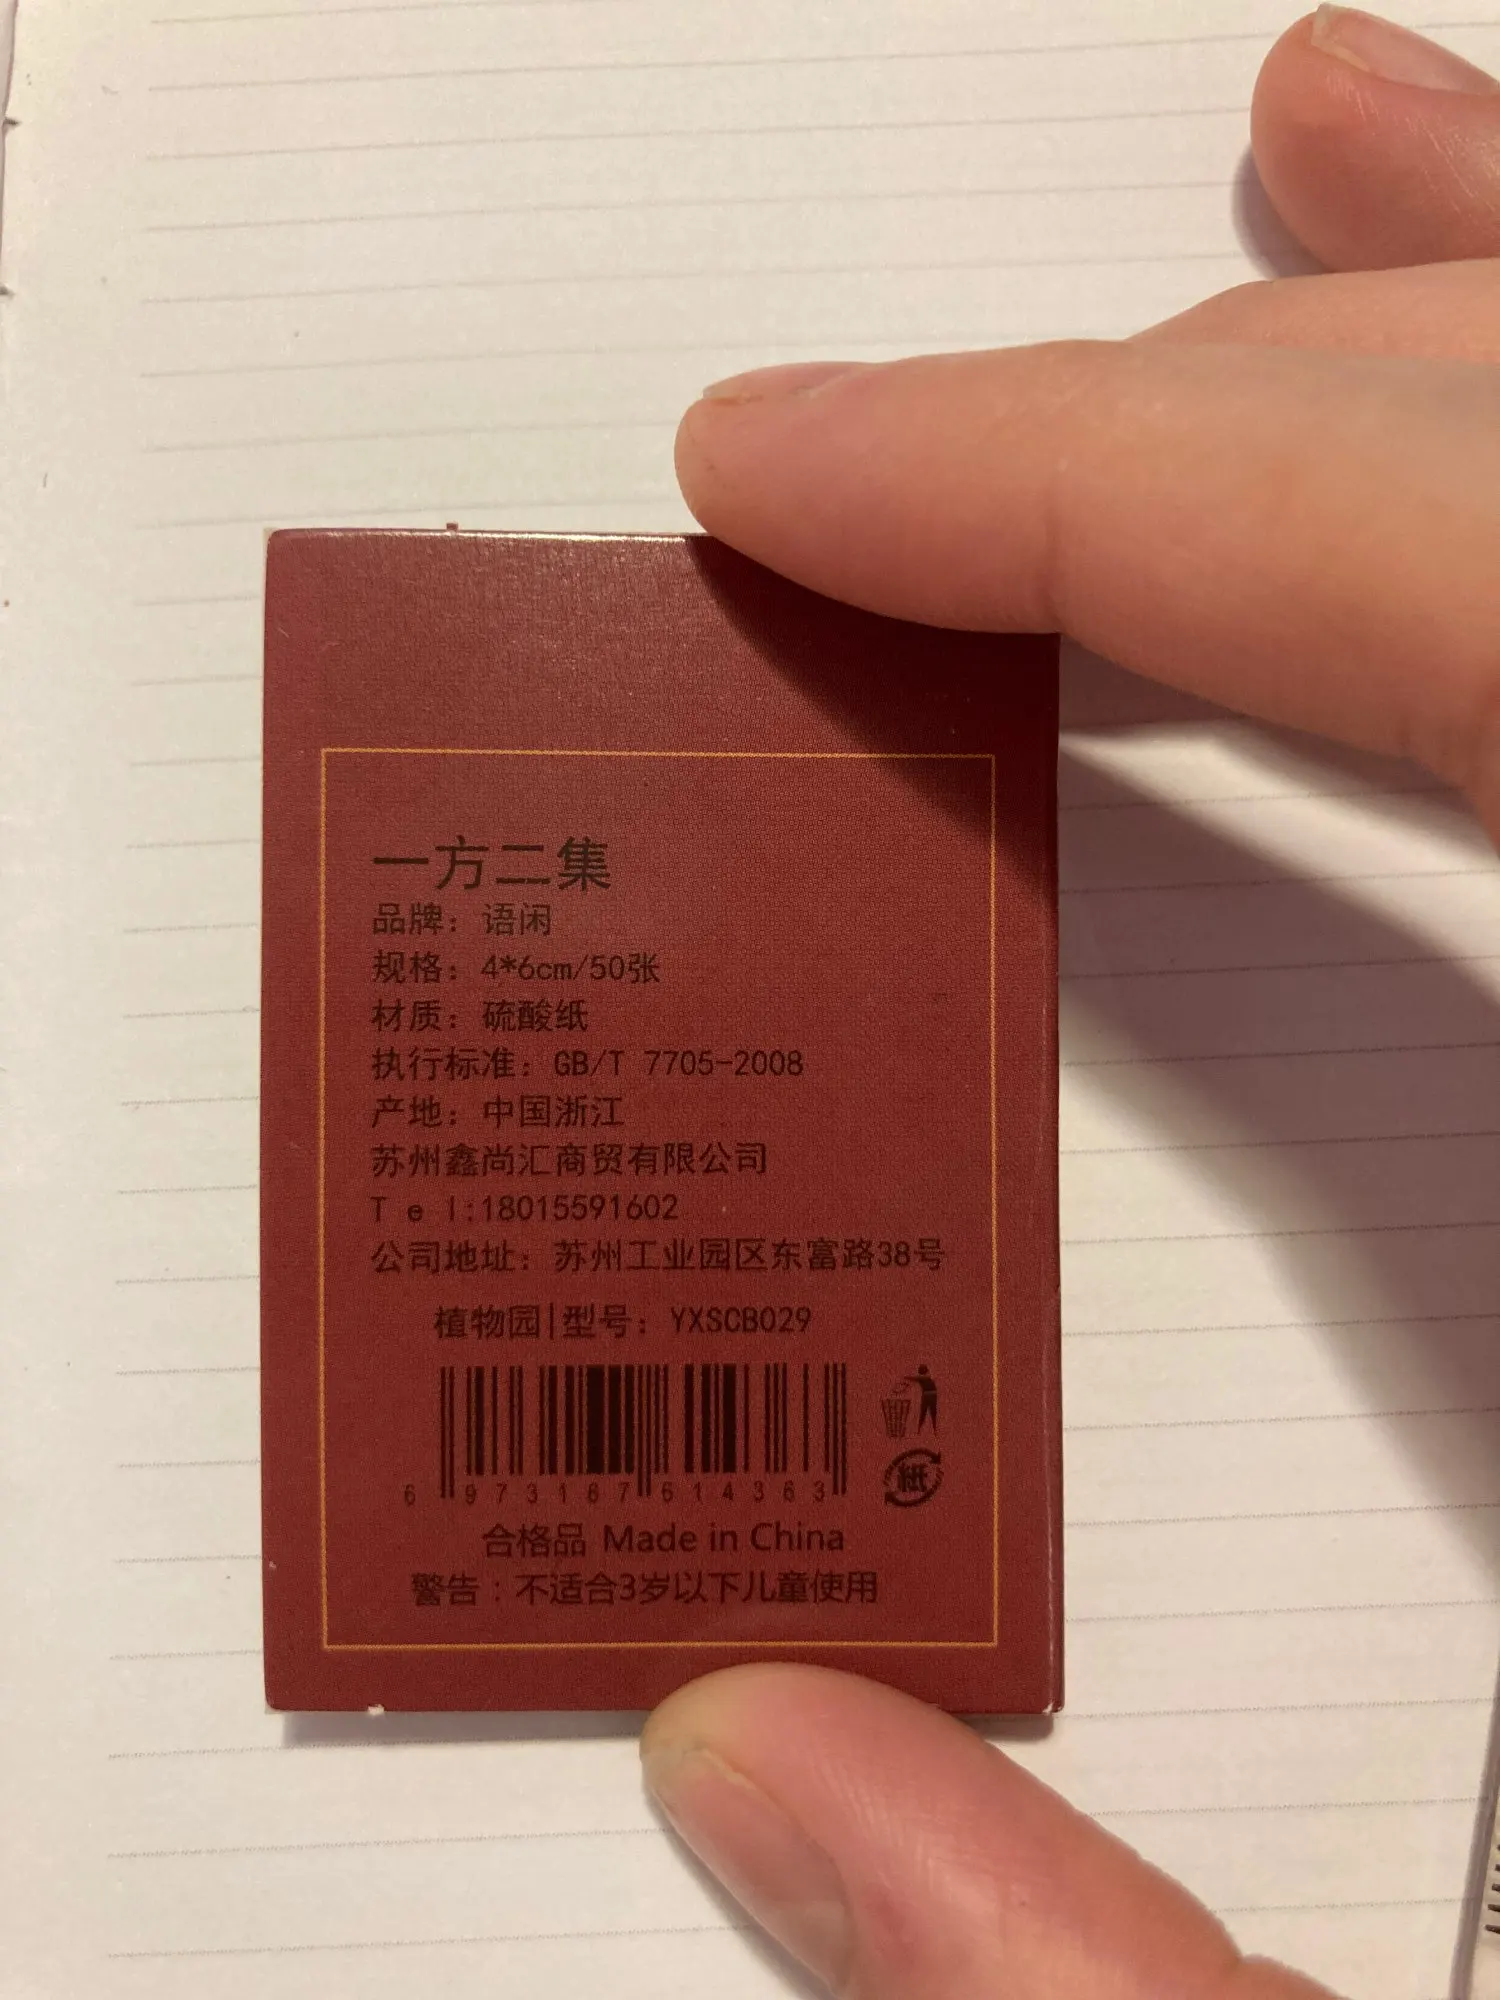 一方二集
品牌：语闲
规格：4*6cm/50张
材质：硫酸纸
执行标准：GB/T 7705-2008
产地：中国浙江
苏州鑫尚汇商贸有限公司
Tel:18015591602
公司地址：苏州工业园区东富路38号
植物园|型号：YXSCB029
6 973167 614363
纸
合格品 Made in China
警告：不适合3岁以下儿童使用